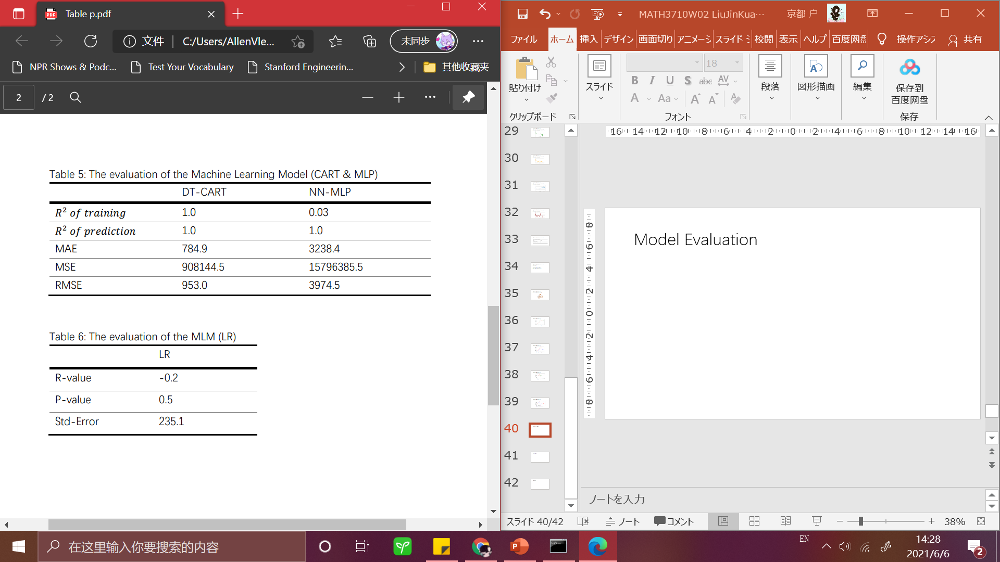 Table p.pdf
文件
C:/Users/AllenVle...
未同步
NPR Shows & Podc...
Test Your Vocabulary
Stanford Engineerin...
其他收藏夹
2
/ 2
Table 5: The evaluation of the Machine Learning Model (CART & MLP)
DT-CART NN-MLP
R² of training 1.0 0.03
R² of prediction 1.0 1.0
MAE 784.9 3238.4
MSE 908144.5 15796385.5
RMSE 953.0 3974.5
Table 6: The evaluation of the MLM (LR)
LR
R-value -0.2
P-value 0.5
Std-Error 235.1
MATH3710W02 LiuJinKua...
京都 户
ファイル ホーム 挿入 デザイン 画面切り アニメーシ スライド 校閲 表示 ヘルプ 百度网盘 操作アシ 共有
貼り付け
クリップボード
スライド
18
B I U S abc AV
A Aa A A A
フォント
段落
図形描画
編集
保存到
百度网盘
保存
16 14 12 10 8 6 4 2 0 2 4 6 8 10 12 14 16
8 6 4 2 0 2 4 6 8
29
30
31
32
33
34
35
36
37
38
39
40
41
42
Model Evaluation
ノートを入力
スライド 40/42
ノート
コメント
38%
在这里输入你要搜索的内容
EN
14:28
2021/6/6
2